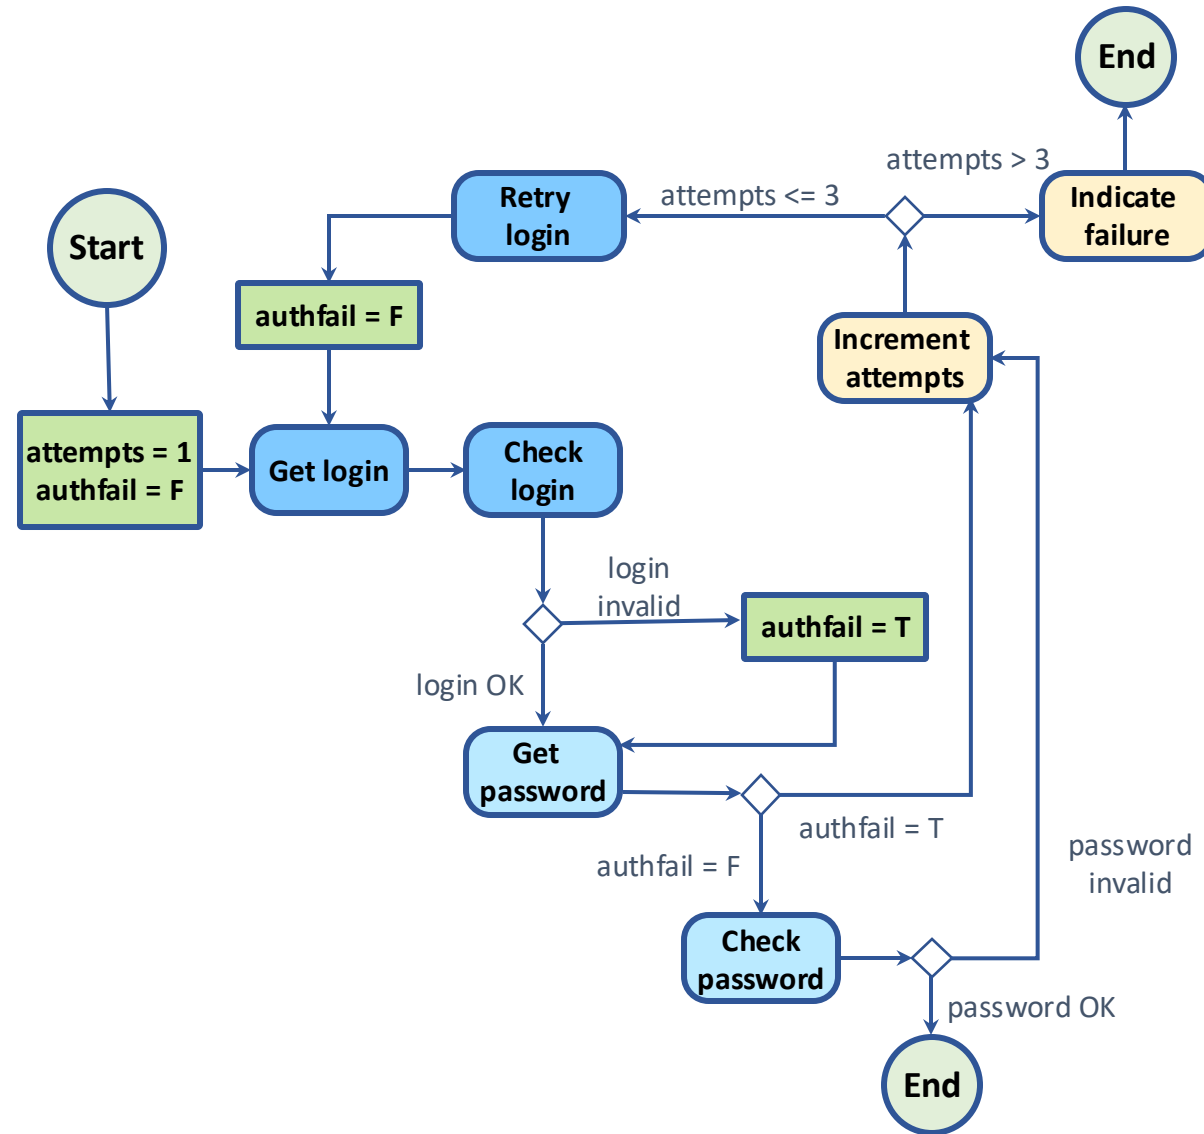 End
attempts > 3
Retry
login
attempts <= 3
Indicate
failure
Start
authfail = F
Increment
attempts
attempts = 1
authfail = F
Get login
Check
login
login
invalid
authfail = T
login OK
Get
password
authfail = T
authfail = F
password
invalid
Check
password
password OK
End